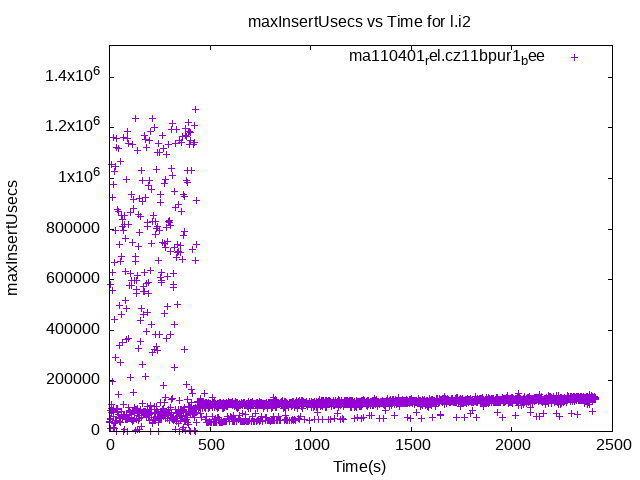 maxInsertUsecs vs Time for l.i2
ma110401_rel.cz11bpur1_bee
1.4x10^6
1.2x10^6
1x10^6
800000
600000
400000
200000
0
maxInsertUsecs
0 500 1000 1500 2000 2500
Time(s)